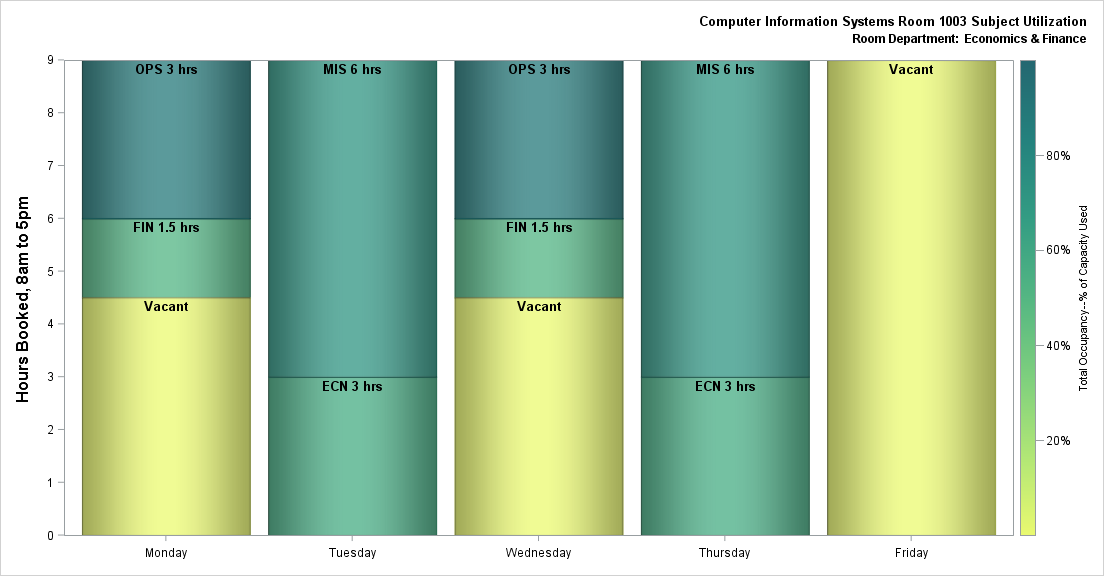 Computer Information Systems Room 1003 Subject Utilization
Room Department: Economics & Finance
Hours Booked, 8am to 5pm
9
8
7
6
5
4
3
2
1
0
OPS 3 hrs
FIN 1.5 hrs
Vacant
MIS 6 hrs
ECN 3 hrs
OPS 3 hrs
FIN 1.5 hrs
Vacant
MIS 6 hrs
ECN 3 hrs
Vacant
Monday
Tuesday
Wednesday
Thursday
Friday
80%
60%
40%
20%
Total Occupancy--% of Capacity Used